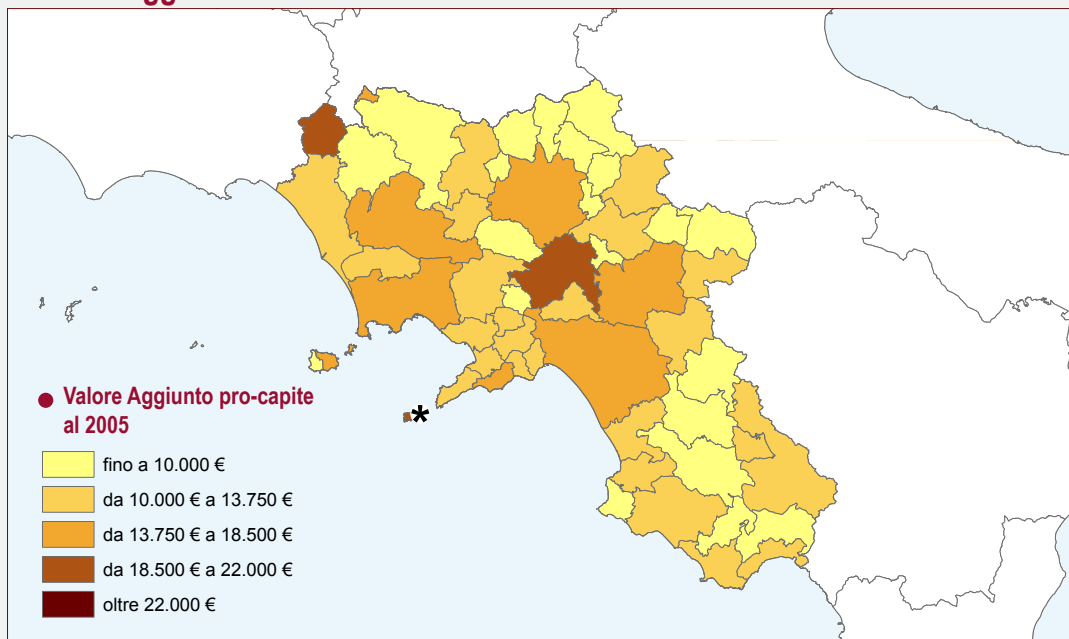 ● Valore Aggiunto pro-capite
al 2005
fino a 10.000 €
da 10.000 € a 13.750 €
da 13.750 € a 18.500 €
da 18.500 € a 22.000 €
oltre 22.000 €
*